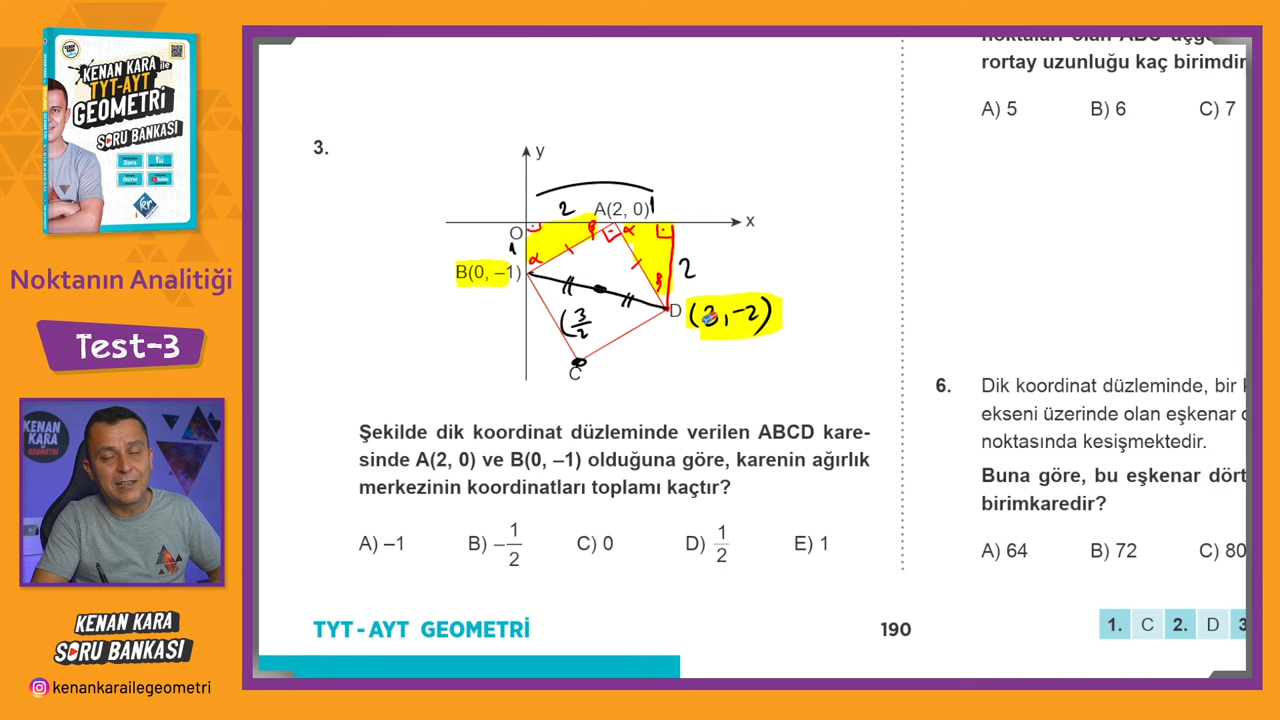 KENAN KARA ile
TYT-AYT
GEOMETRİ
SORU BANKASI
Noktanın Analitiği
Test-3
KENAN
KARA
GEOMETRİ
KENAN KARA
SORU BANKASI
kenankarailegeometri
3.
y
2
A(2, 0)
1
x
O
β
α
1
α
B(0, –1)
β
2
D
(3, -2)
(3/2
C
Şekilde dik koordinat düzleminde verilen ABCD kare-
sinde A(2, 0) ve B(0, –1) olduğuna göre, karenin ağırlık
merkezinin koordinatları toplamı kaçtır?
A) –1 B) –1/2 C) 0 D) 1/2 E) 1
TYT - AYT GEOMETRİ
190
rortay uzunluğu kaç birimdir
A) 5 B) 6 C) 7
6. Dik koordinat düzleminde, bir
ekseni üzerinde olan eşkenar
noktasında kesişmektedir.
Buna göre, bu eşkenar dört
birimkaredir?
A) 64 B) 72 C) 80
1. C 2. D 3